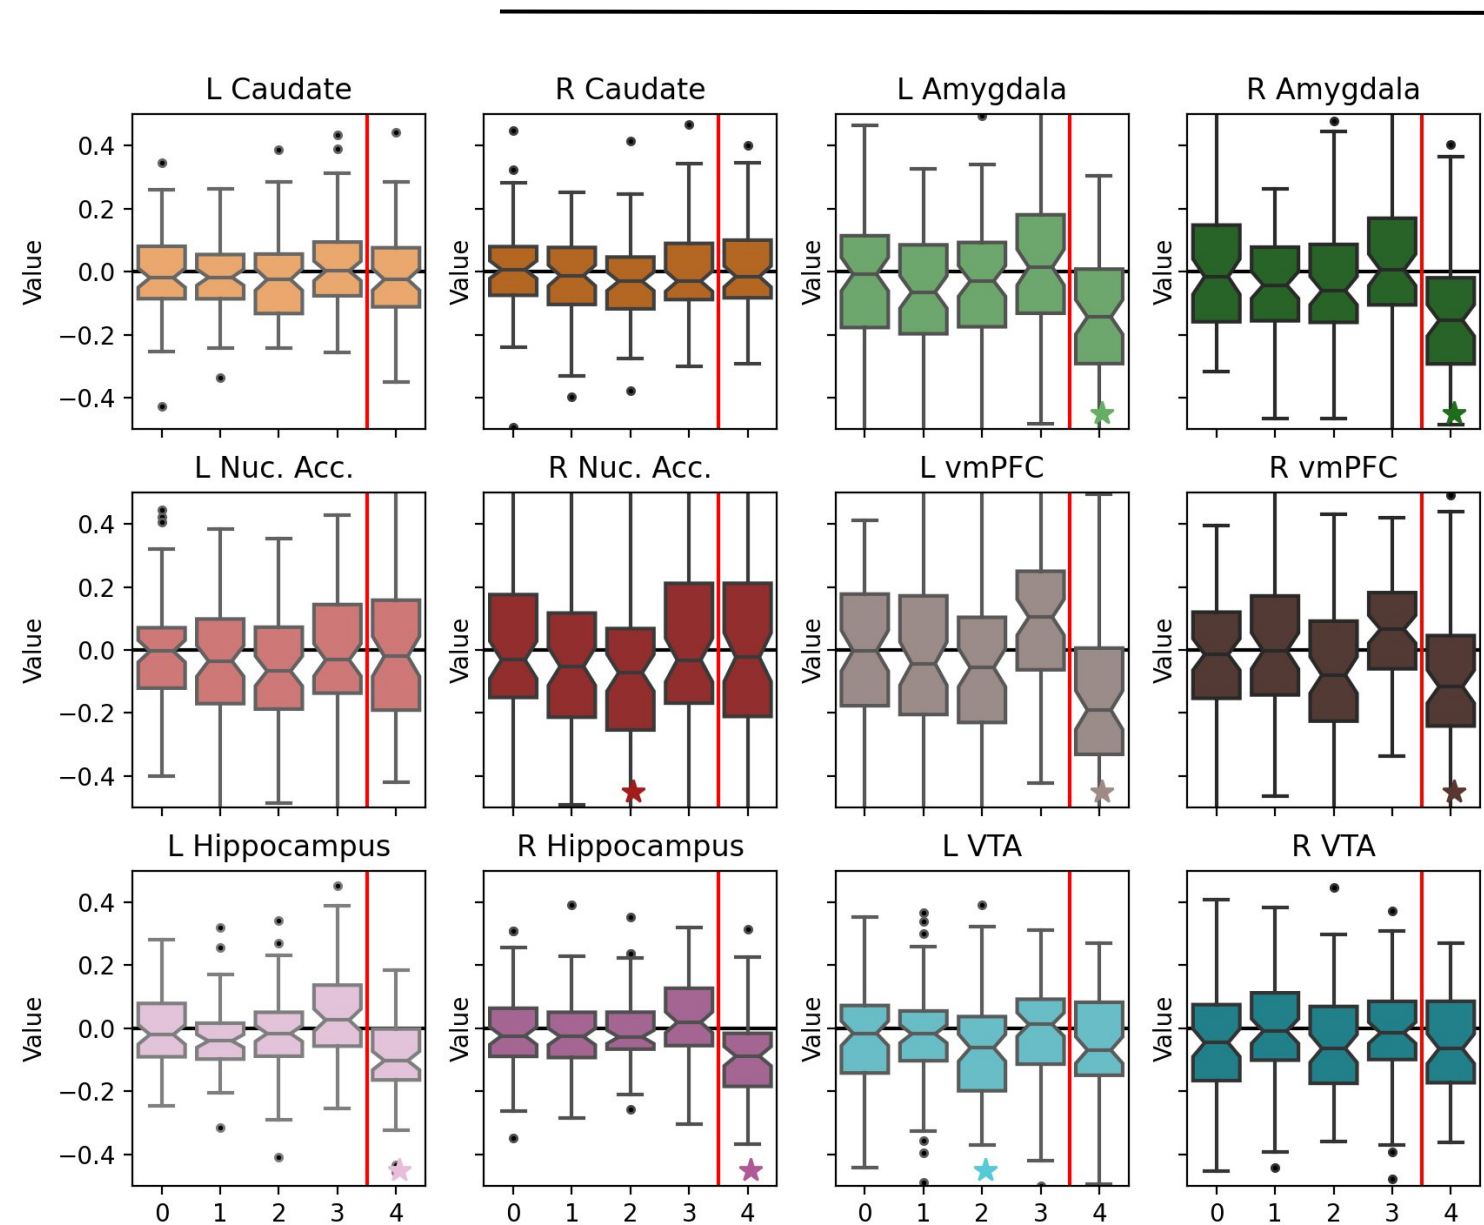 L Caudate R Caudate L Amygdala R Amygdala
0.4
0.2
0.0
−0.2
−0.4
Value Value Value Value
L Nuc. Acc. R Nuc. Acc. L vmPFC R vmPFC
0.4
0.2
0.0
−0.2
−0.4
Value Value Value Value
L Hippocampus R Hippocampus L VTA R VTA
0.4
0.2
0.0
−0.2
−0.4
Value Value Value Value
0 1 2 3 4 0 1 2 3 4 0 1 2 3 4 0 1 2 3 4